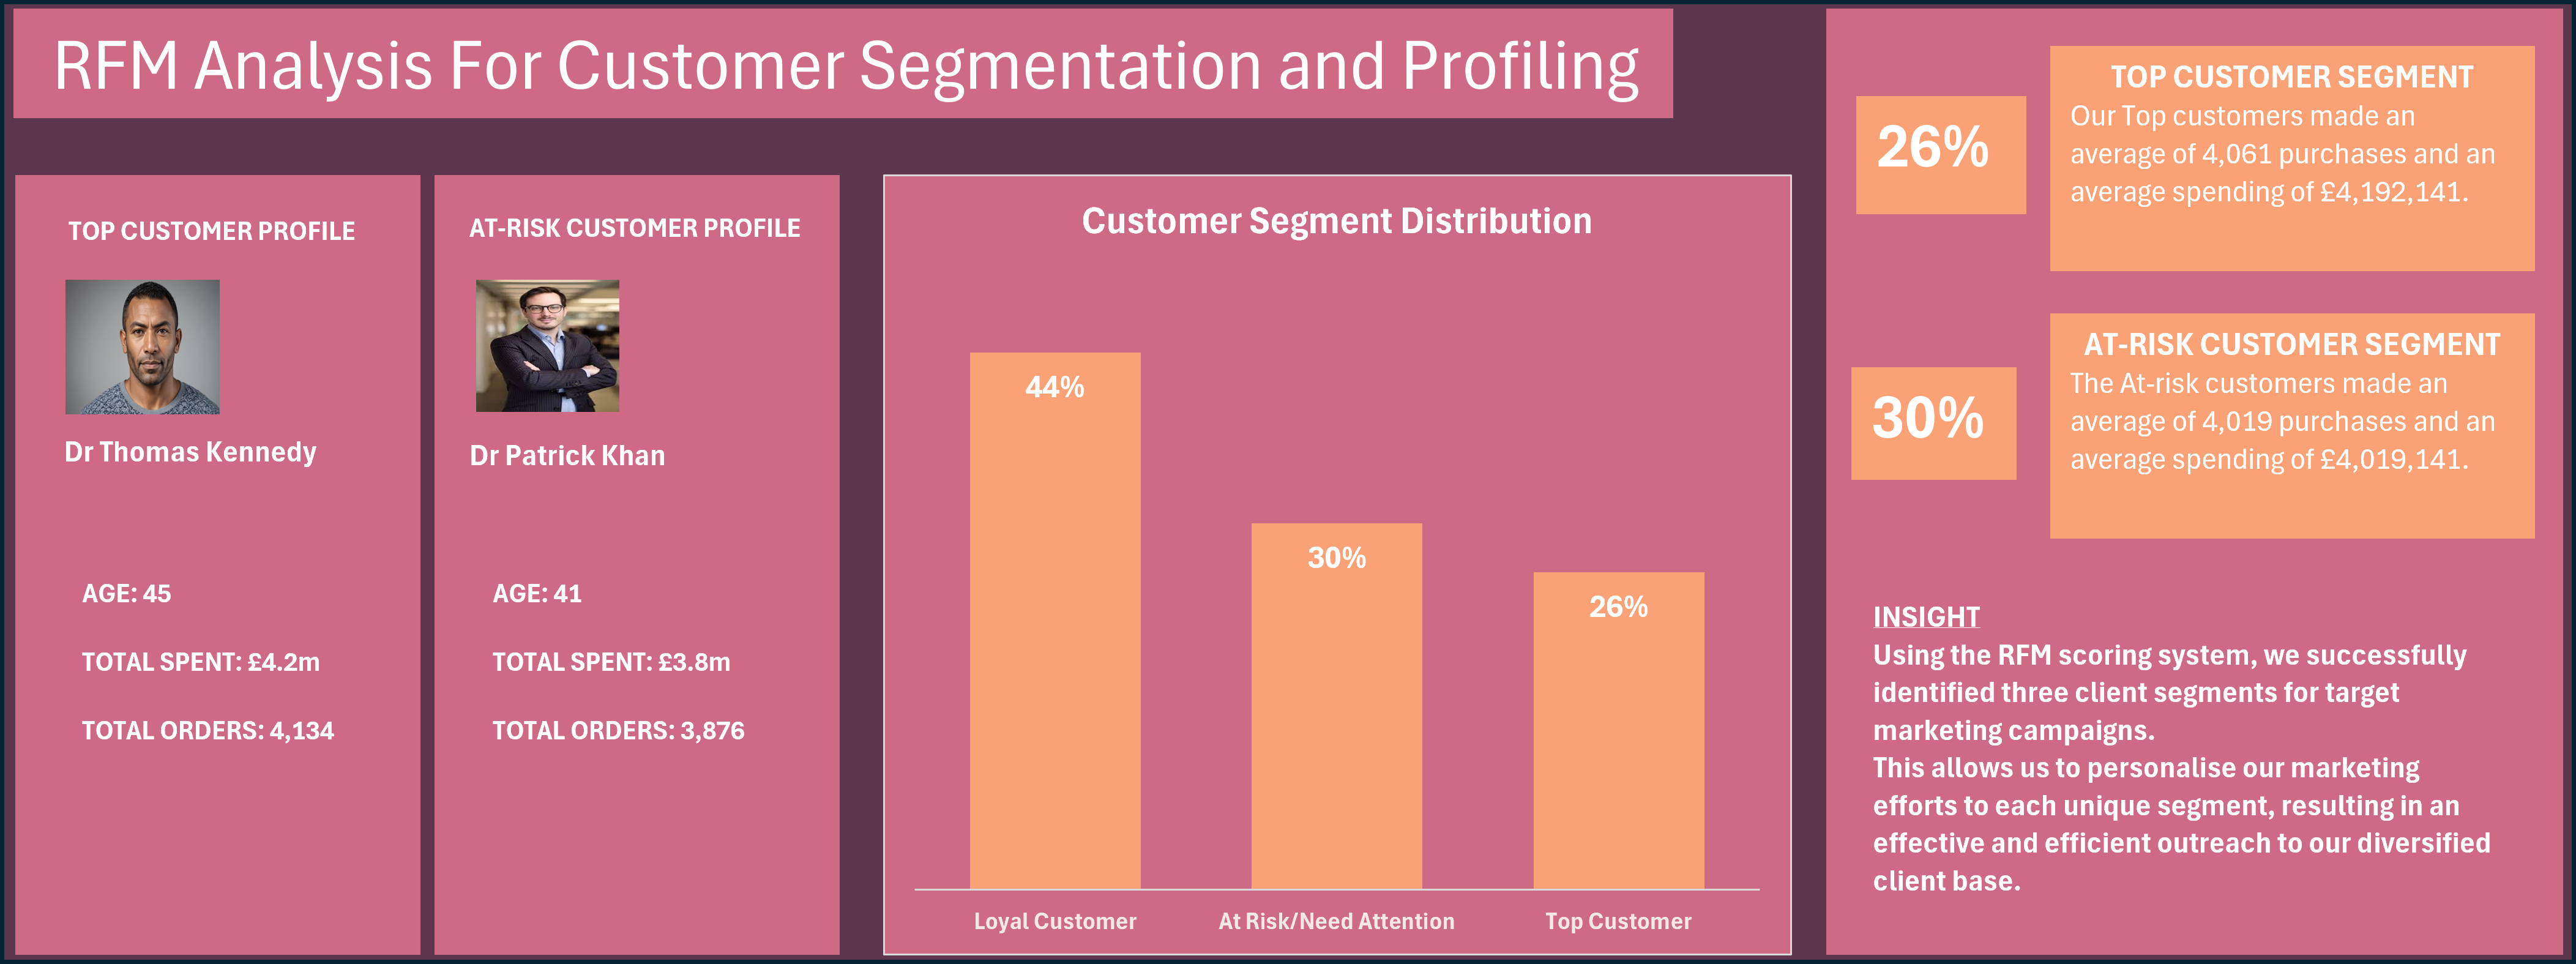 RFM Analysis For Customer Segmentation and Profiling
TOP CUSTOMER PROFILE
Dr Thomas Kennedy
AGE: 45
TOTAL SPENT: £4.2m
TOTAL ORDERS: 4,134
AT-RISK CUSTOMER PROFILE
Dr Patrick Khan
AGE: 41
TOTAL SPENT: £3.8m
TOTAL ORDERS: 3,876
Customer Segment Distribution
44%
30%
26%
Loyal Customer
At Risk/Need Attention
Top Customer
26%
TOP CUSTOMER SEGMENT
Our Top customers made an
average of 4,061 purchases and an
average spending of £4,192,141.
30%
AT-RISK CUSTOMER SEGMENT
The At-risk customers made an
average of 4,019 purchases and an
average spending of £4,019,141.
INSIGHT
Using the RFM scoring system, we successfully
identified three client segments for target
marketing campaigns.
This allows us to personalise our marketing
efforts to each unique segment, resulting in an
effective and efficient outreach to our diversified
client base.